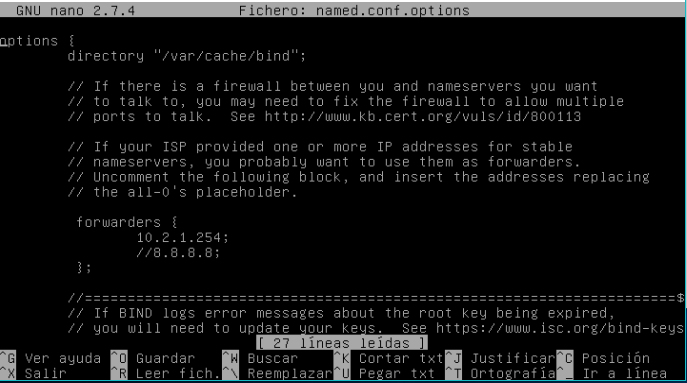 GNU nano 2.7.4 Fichero: named.conf.options
options {
directory "/var/cache/bind";
// If there is a firewall between you and nameservers you want
// to talk to, you may need to fix the firewall to allow multiple
// ports to talk.  See http://www.kb.cert.org/vuls/id/800113
// If your ISP provided one or more IP addresses for stable
// nameservers, you probably want to use them as forwarders.
// Uncomment the following block, and insert the addresses replacing
// the all-0's placeholder.
forwarders {
10.2.1.254;
//8.8.8.8;
};
//========================================================================$
// If BIND logs error messages about the root key being expired,
// you will need to update your keys.  See https://www.isc.org/bind-keys
[ 27 líneas leídas ]
^G Ver ayuda ^O Guardar ^W Buscar ^K Cortar txt ^J Justificar ^C Posición
^X Salir ^R Leer fich. ^\ Reemplazar ^U Pegar txt ^T Ortografía ^_ Ir a línea